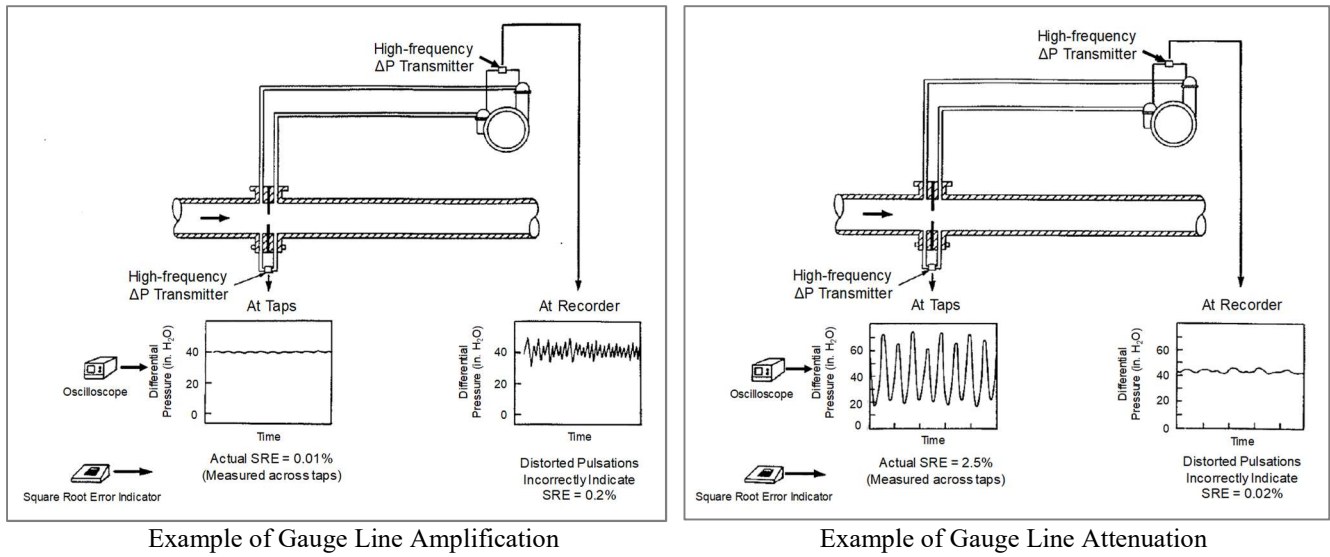 High-frequency
ΔP Transmitter
High-frequency
ΔP Transmitter
At Taps
At Recorder
Differential
Pressure (in. H₂O)
40
20
0
Time
Differential
Pressure (in. H₂O)
40
20
0
Time
Oscilloscope
Actual SRE = 0.01%
(Measured across taps)
Distorted Pulsations
Incorrectly Indicate
SRE = 0.2%
Square Root Error Indicator
Example of Gauge Line Amplification
High-frequency
ΔP Transmitter
High-frequency
ΔP Transmitter
At Taps
At Recorder
Differential
Pressure (in. H₂O)
60
40
20
0
Time
Differential
Pressure (in. H₂O)
60
40
20
0
Time
Oscilloscope
Actual SRE = 2.5%
(Measured across taps)
Distorted Pulsations
Incorrectly Indicate
SRE = 0.02%
Square Root Error Indicator
Example of Gauge Line Attenuation